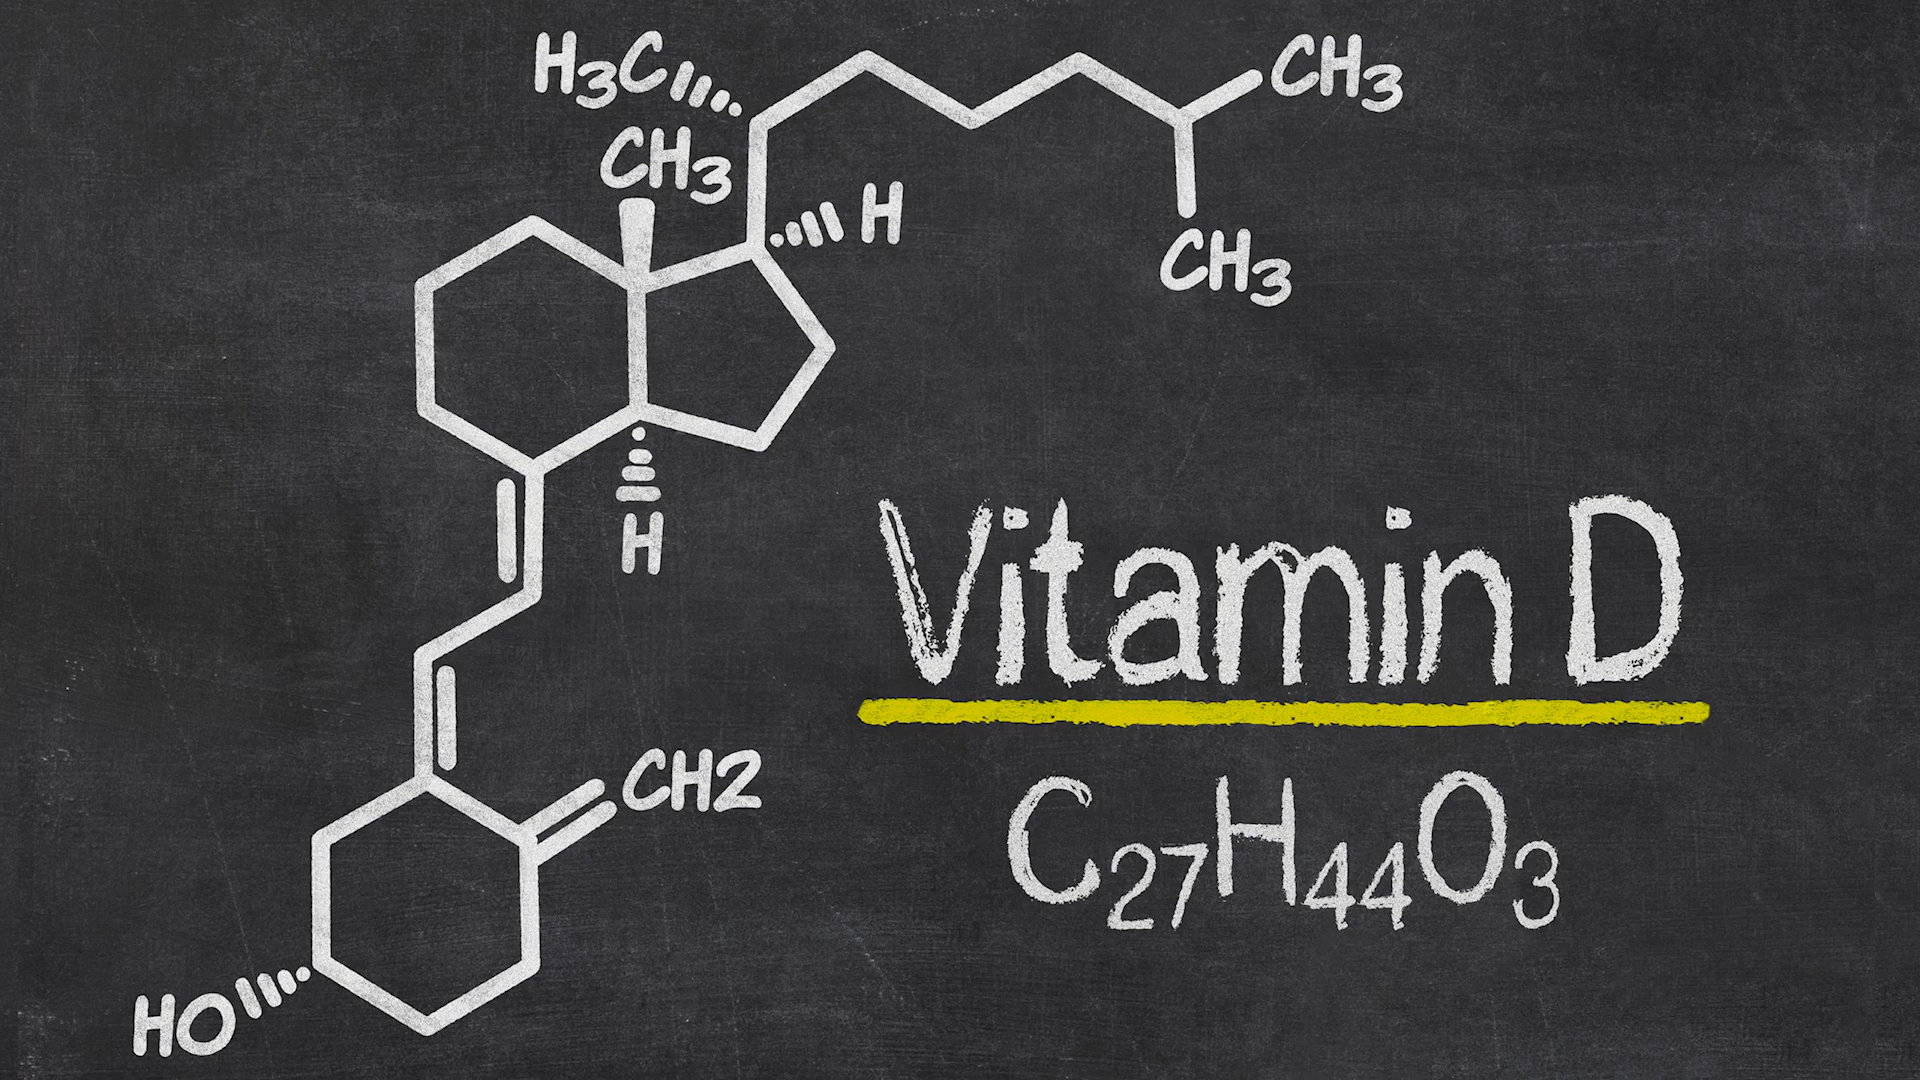 H₃C
CH₃
CH₃
H
CH₃
H
Vitamin D
CH2
C₂₇H₄₄O₃
HO